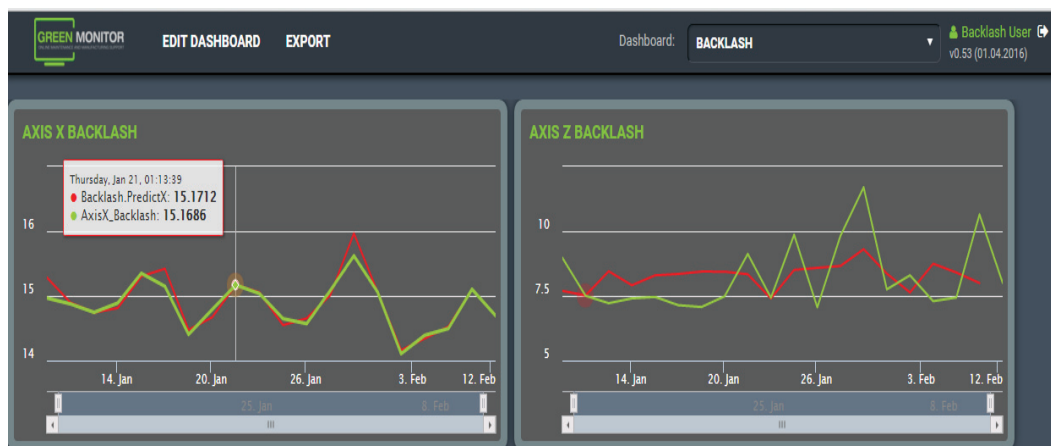 GREEN MONITOR
EDIT DASHBOARD EXPORT Dashboard: BACKLASH Backlash User
v0.53 (01.04.2016)
AXIS X BACKLASH
Thursday, Jan 21, 01:13:39
Backlash.PredictX: 15.1712
AxisX_Backlash: 15.1686
16
15
14
14. Jan 20. Jan 26. Jan 3. Feb 12. Feb
25. Jan 8. Feb
AXIS Z BACKLASH
10
7.5
5
14. Jan 20. Jan 26. Jan 3. Feb 12. Feb
25. Jan 8. Feb